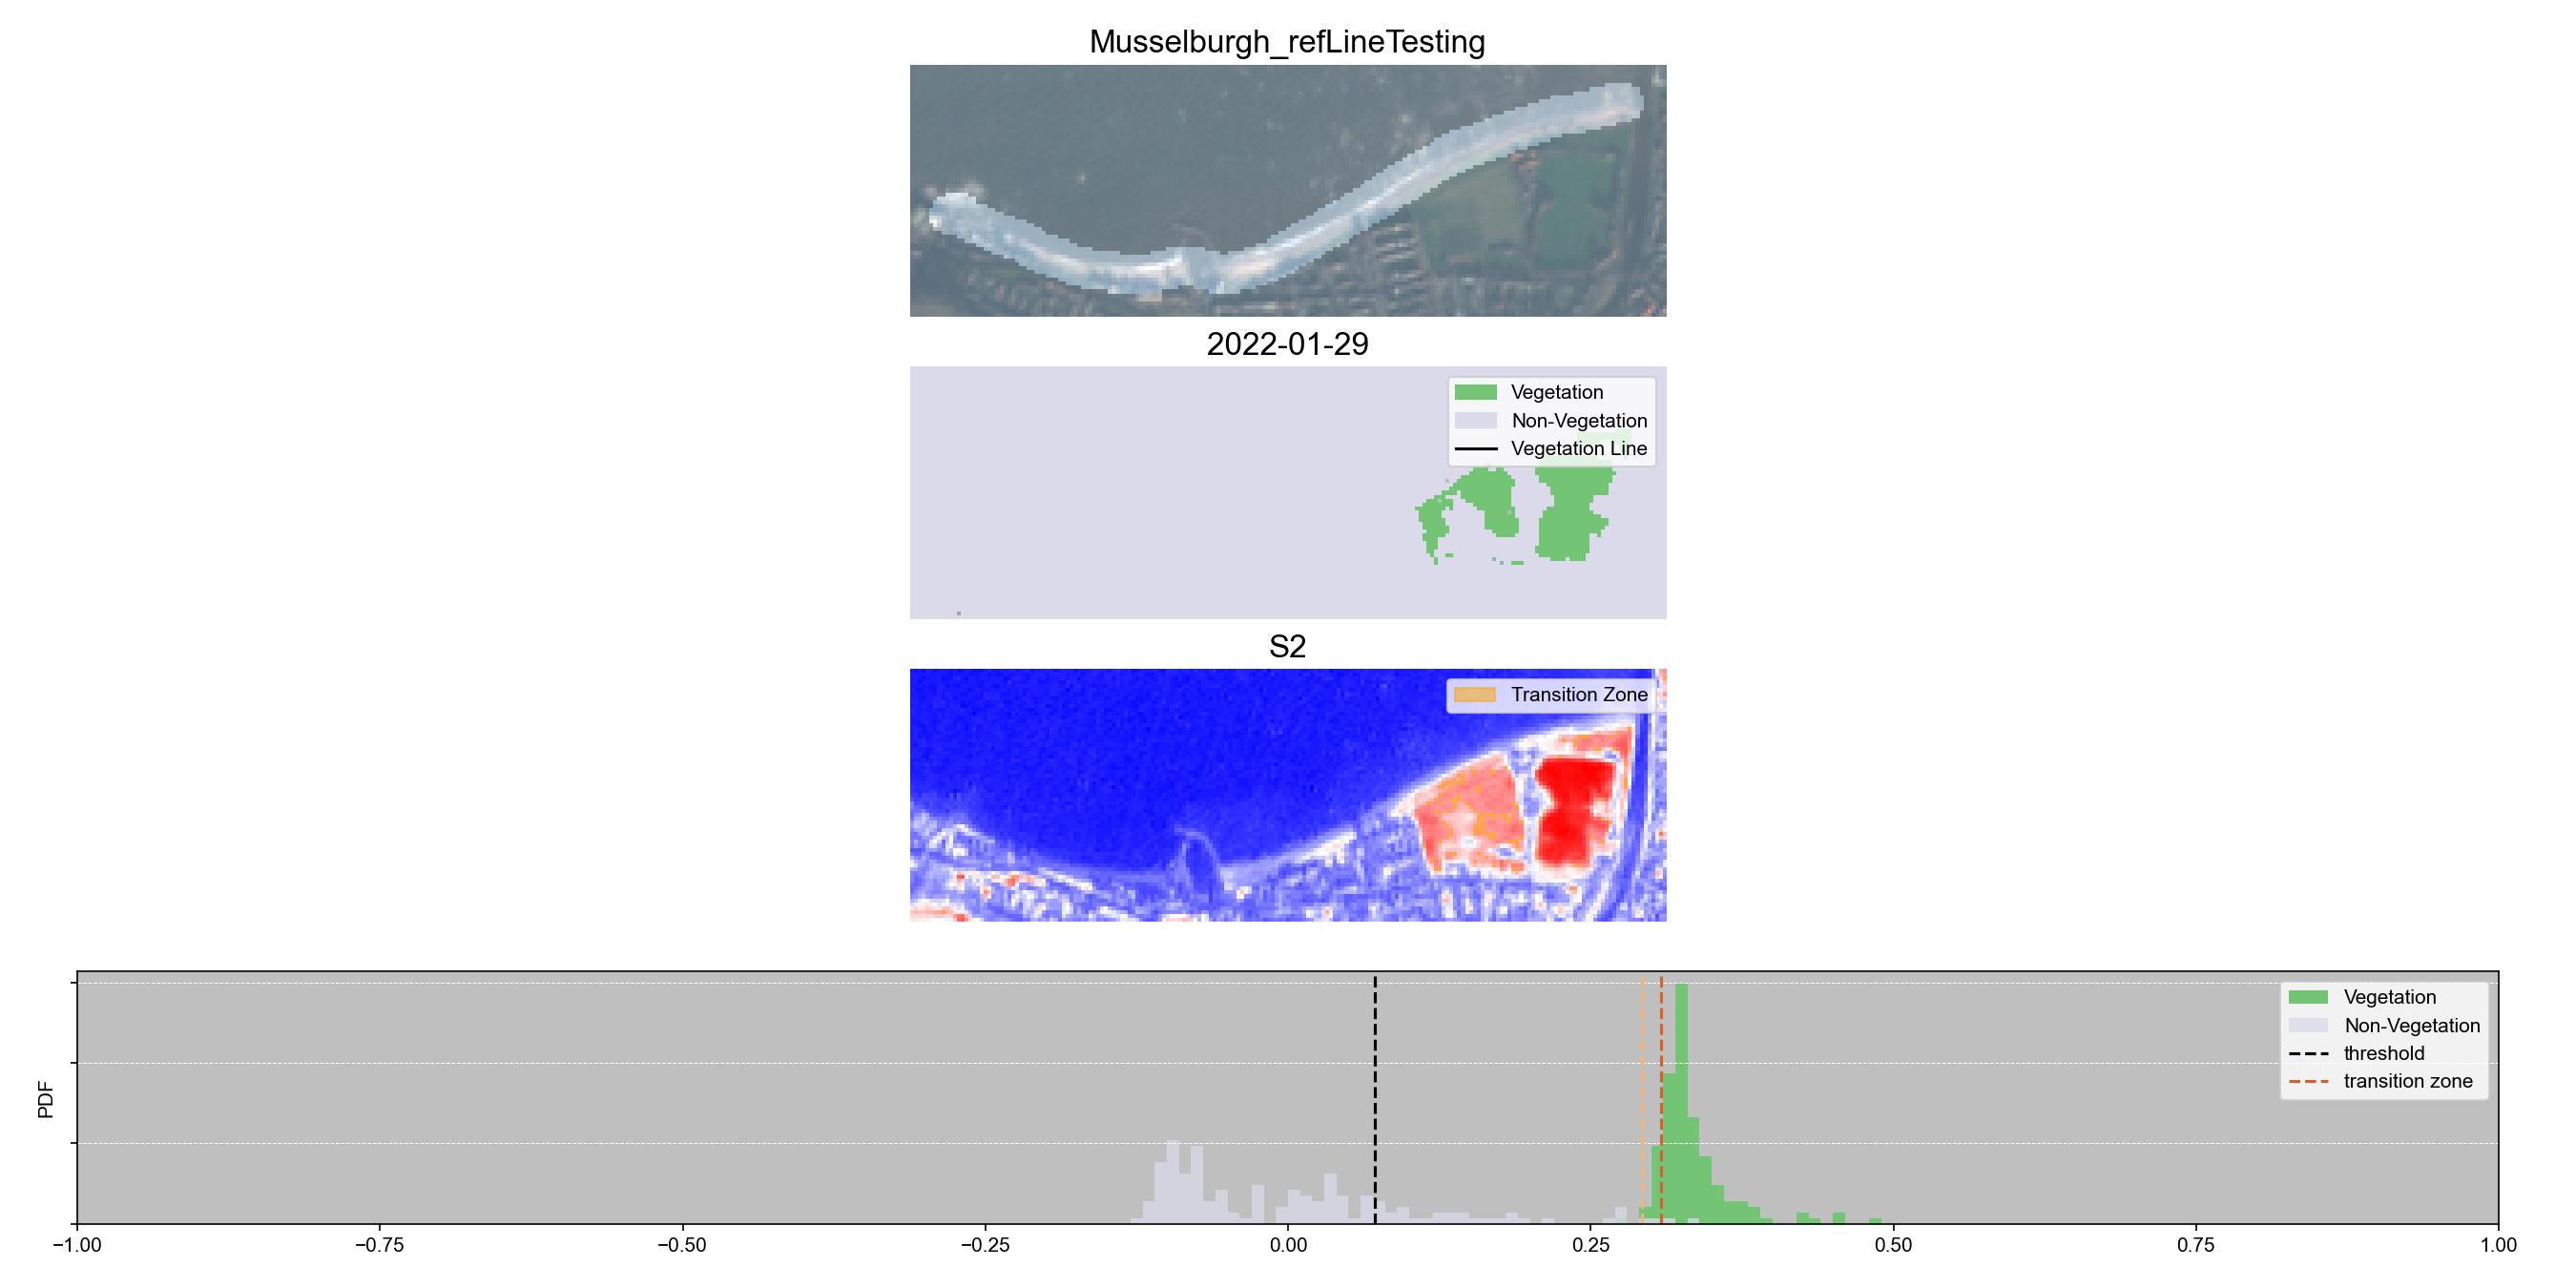 Musselburgh_refLineTesting
2022-01-29
Vegetation
Non-Vegetation
Vegetation Line
S2
Transition Zone
PDF
Vegetation
Non-Vegetation
threshold
transition zone
−1.00 −0.75 −0.50 −0.25 0.00 0.25 0.50 0.75 1.00